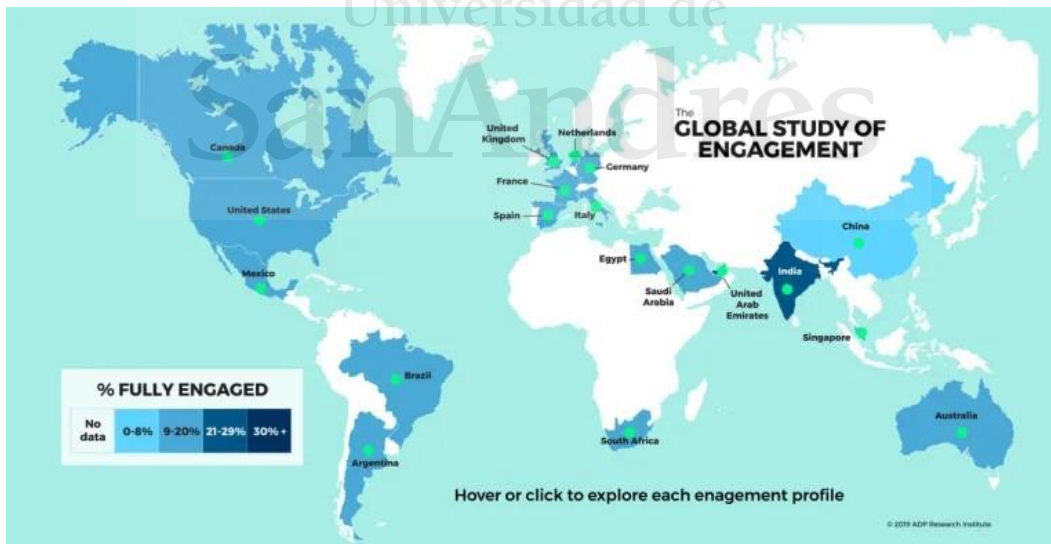 Universidad de
SanAndrés
The
GLOBAL STUDY OF
ENGAGEMENT
Canada
United States
Mexico
Brazil
Argentina
United
Kingdom
Netherlands
Germany
France
Spain
Italy
Egypt
Saudi
Arabia
United
Arab
Emirates
India
China
Singapore
South Africa
Australia
% FULLY ENGAGED
No
data
0-8%
9-20%
21-29%
30% +
Hover or click to explore each enagement profile
© 2019 ADP Research Institute